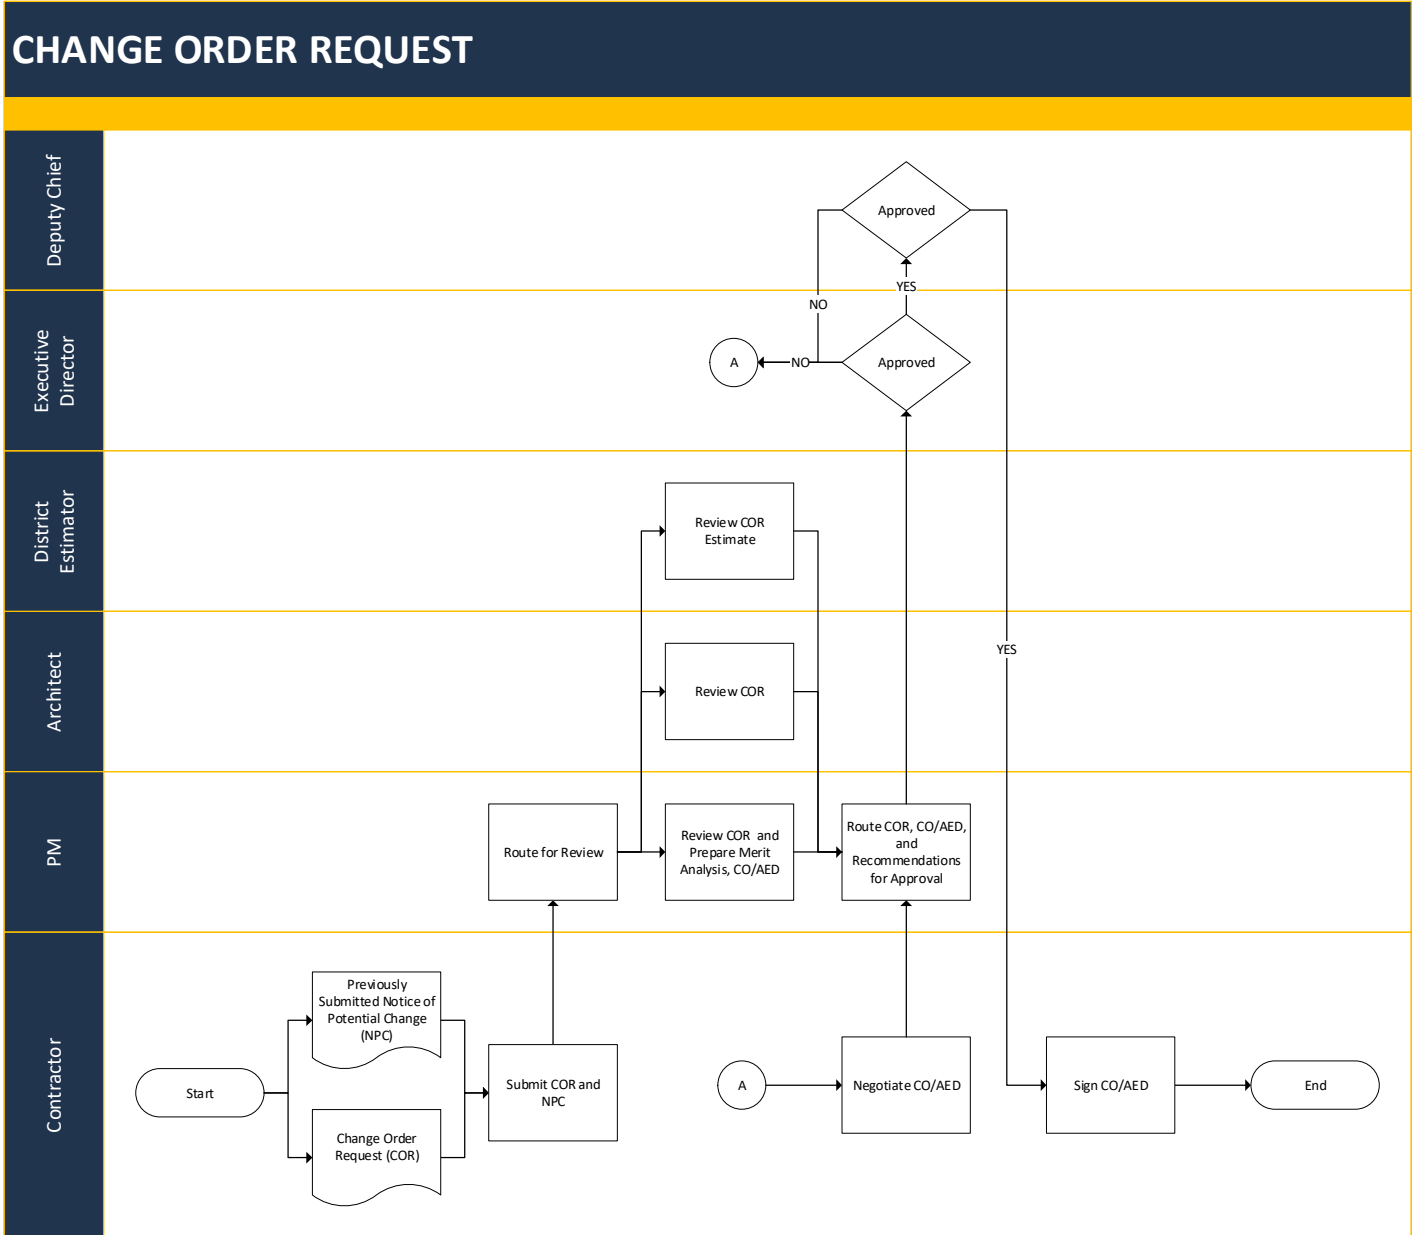 CHANGE ORDER REQUEST
Deputy Chief
Approved
YES
NO
Executive
Director
A
NO
Approved
District
Estimator
Review COR
Estimate
Architect
Review COR
YES
PM
Route for Review
Review COR and
Prepare Merit
Analysis, CO/AED
Route COR, CO/AED,
and
Recommendations
for Approval
Contractor
Start
Previously
Submitted Notice of
Potential Change
(NPC)
Change Order
Request (COR)
Submit COR and
NPC
A
Negotiate CO/AED
Sign CO/AED
End